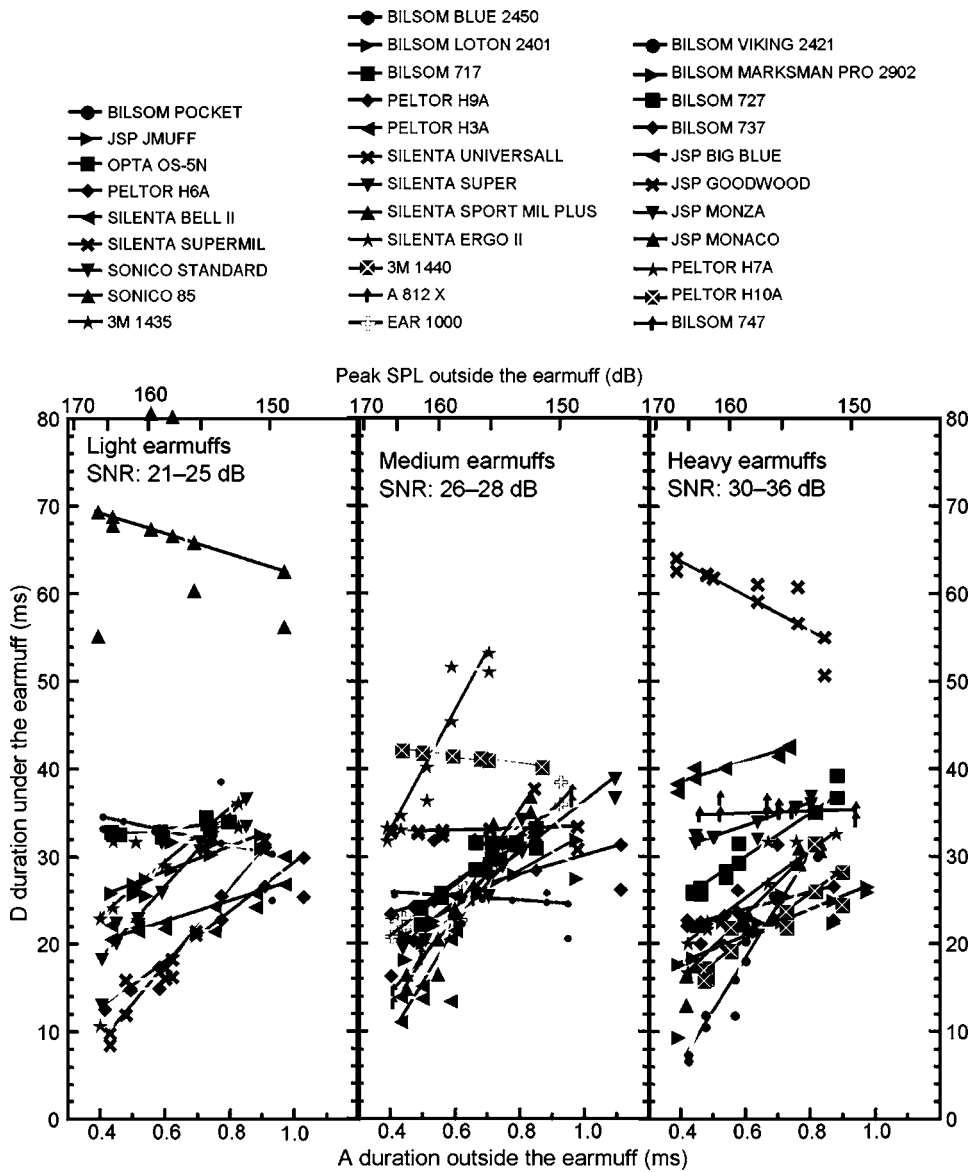 BILSOM POCKET
JSP JMUFF
OPTA OS-5N
PELTOR H6A
SILENTA BELL II
SILENTA SUPERMIL
SONICO STANDARD
SONICO 85
3M 1435
BILSOM BLUE 2450
BILSOM LOTON 2401
BILSOM 717
PELTOR H9A
PELTOR H3A
SILENTA UNIVERSALL
SILENTA SUPER
SILENTA SPORT MIL PLUS
SILENTA ERGO II
3M 1440
A 812 X
EAR 1000
BILSOM VIKING 2421
BILSOM MARKSMAN PRO 2902
BILSOM 727
BILSOM 737
JSP BIG BLUE
JSP GOODWOOD
JSP MONZA
JSP MONACO
PELTOR H7A
PELTOR H10A
BILSOM 747
Peak SPL outside the earmuff (dB)
170 160 150 170 160 150 170 160 150
80 80
Light earmuffs
SNR: 21–25 dB
Medium earmuffs
SNR: 26–28 dB
Heavy earmuffs
SNR: 30–36 dB
70 70
60 60
50 50
40 40
30 30
20 20
10 10
0 0
D duration under the earmuff (ms)
0.4 0.6 0.8 1.0 0.4 0.6 0.8 1.0 0.4 0.6 0.8 1.0
A duration outside the earmuff (ms)